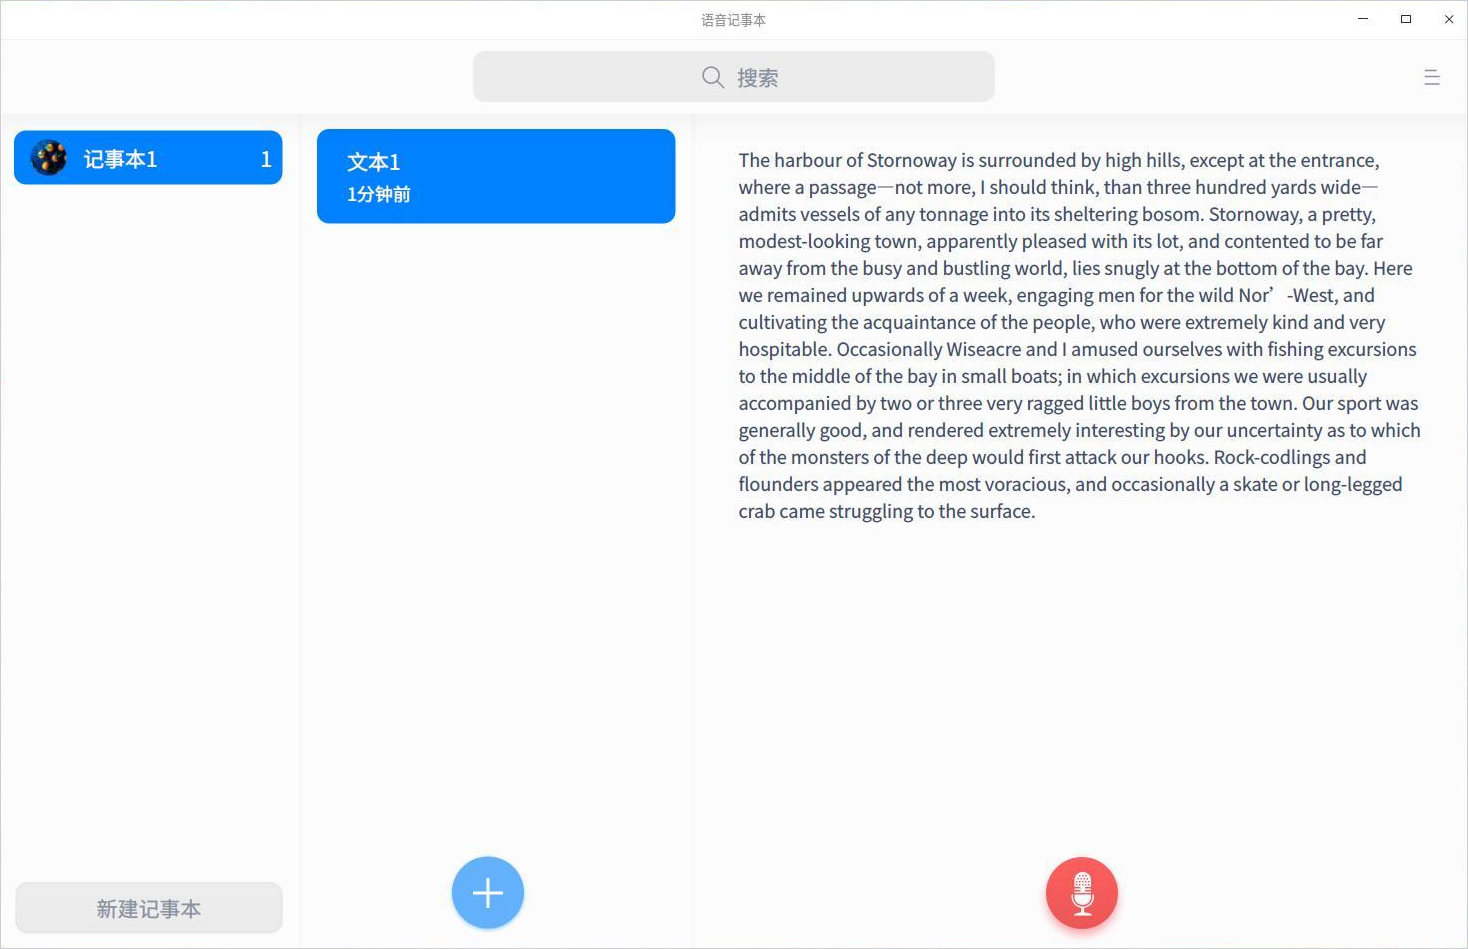 语音记事本
搜索
记事本1 1
文本1
1分钟前
The harbour of Stornoway is surrounded by high hills, except at the entrance,
where a passage—not more, I should think, than three hundred yards wide—
admits vessels of any tonnage into its sheltering bosom. Stornoway, a pretty,
modest-looking town, apparently pleased with its lot, and contented to be far
away from the busy and bustling world, lies snugly at the bottom of the bay. Here
we remained upwards of a week, engaging men for the wild Nor’-West, and
cultivating the acquaintance of the people, who were extremely kind and very
hospitable. Occasionally Wiseacre and I amused ourselves with fishing excursions
to the middle of the bay in small boats; in which excursions we were usually
accompanied by two or three very ragged little boys from the town. Our sport was
generally good, and rendered extremely interesting by our uncertainty as to which
of the monsters of the deep would first attack our hooks. Rock-codlings and
flounders appeared the most voracious, and occasionally a skate or long-legged
crab came struggling to the surface.
新建记事本